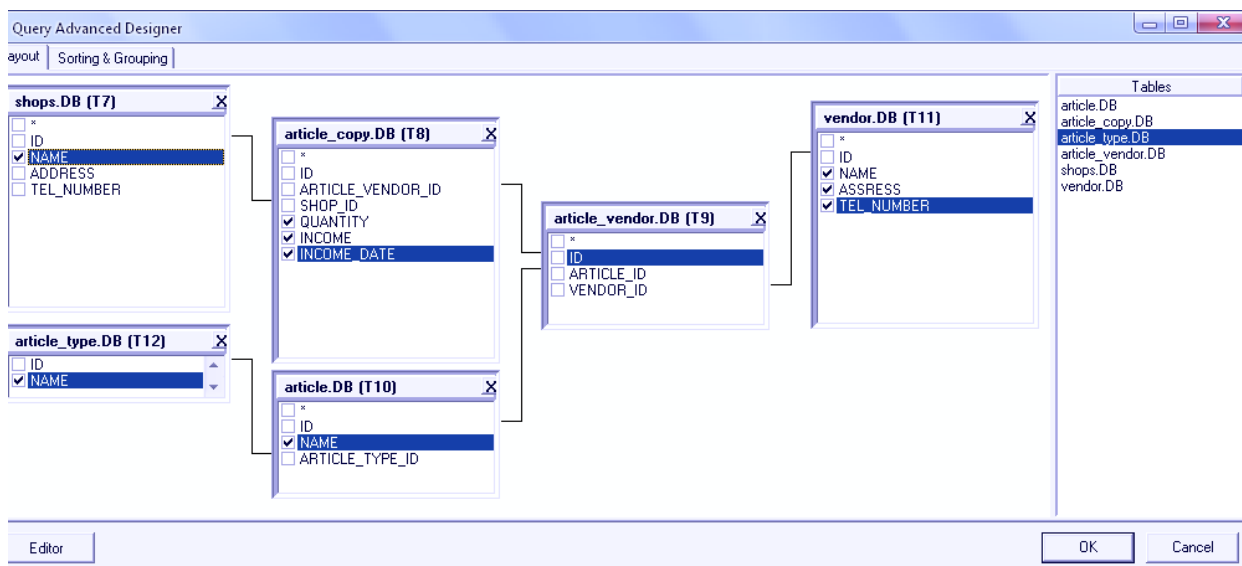 Query Advanced Designer
ayout
Sorting & Grouping
shops.DB (T7) X
*
ID
NAME
ADDRESS
TEL_NUMBER
article_type.DB (T12) X
ID
NAME
article_copy.DB (T8) X
*
ID
ARTICLE_VENDOR_ID
SHOP_ID
QUANTITY
INCOME
INCOME_DATE
article.DB (T10) X
*
ID
NAME
ARTICLE_TYPE_ID
article_vendor.DB (T9) X
*
ID
ARTICLE_ID
VENDOR_ID
vendor.DB (T11) X
*
ID
NAME
ASSRESS
TEL_NUMBER
Tables
article.DB
article_copy.DB
article_type.DB
article_vendor.DB
shops.DB
vendor.DB
Editor
OK
Cancel